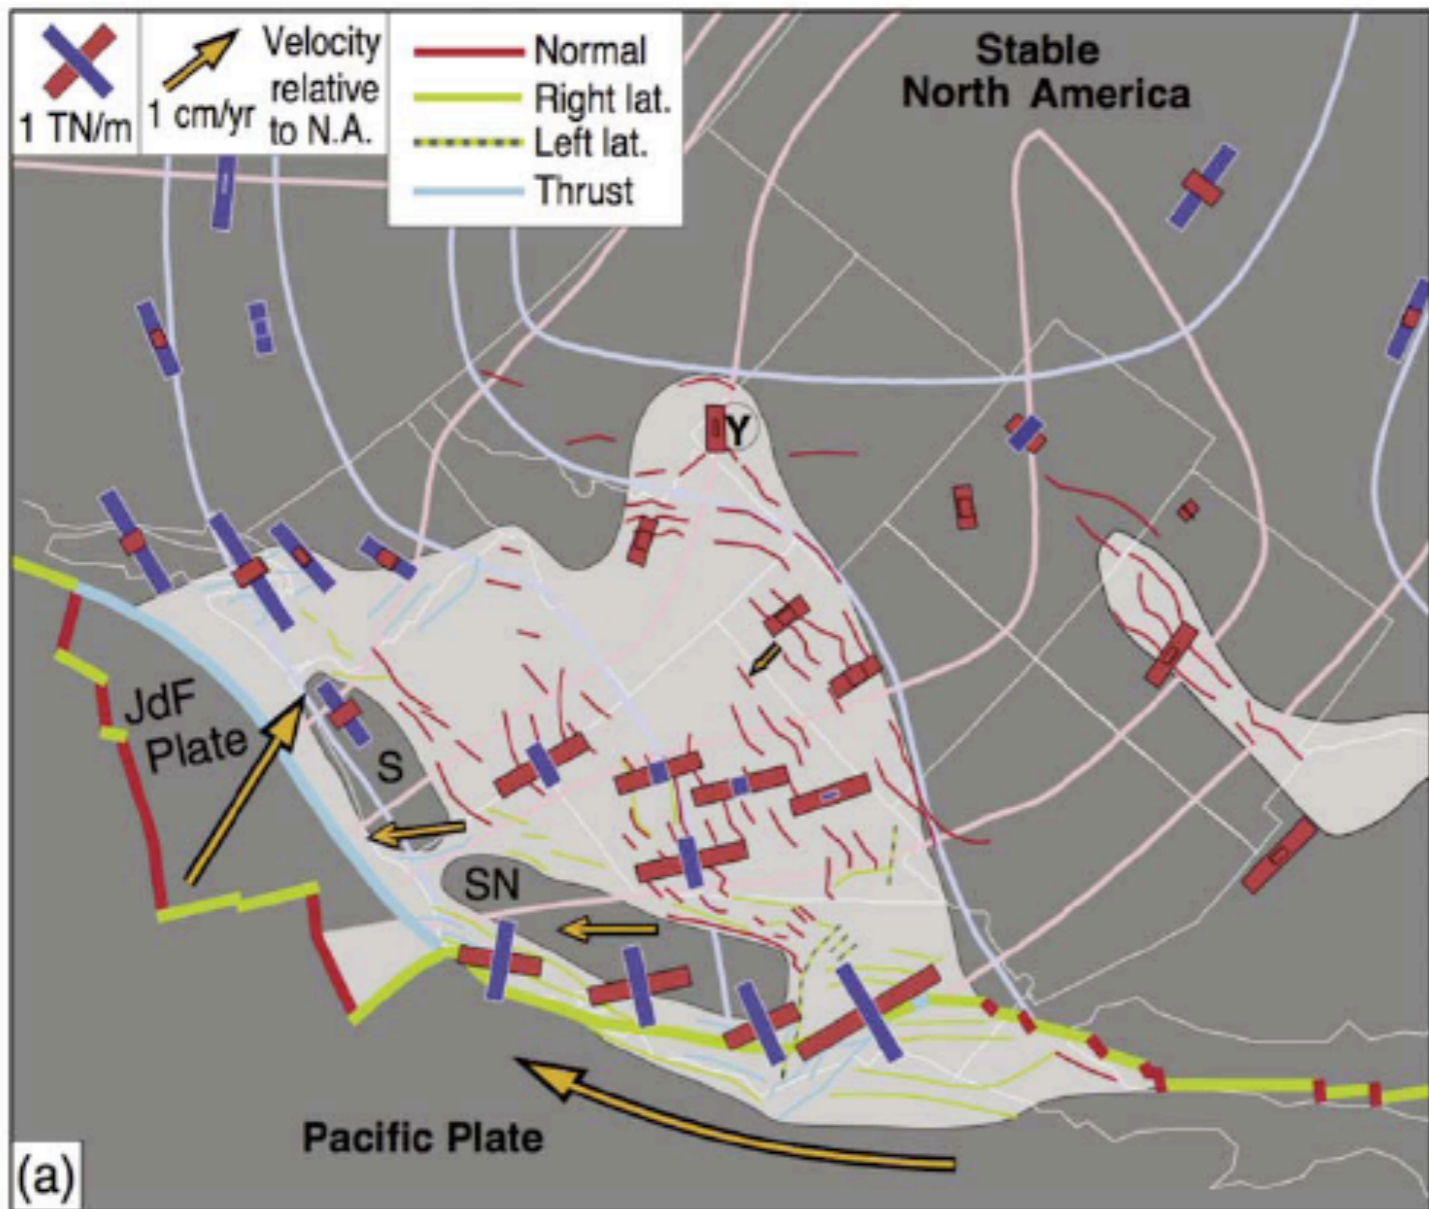 1 TN/m
1 cm/yr
Velocity
relative
to N.A.
Normal
Right lat.
Left lat.
Thrust
Stable
North America
Y
JdF
Plate
S
SN
Pacific Plate
(a)